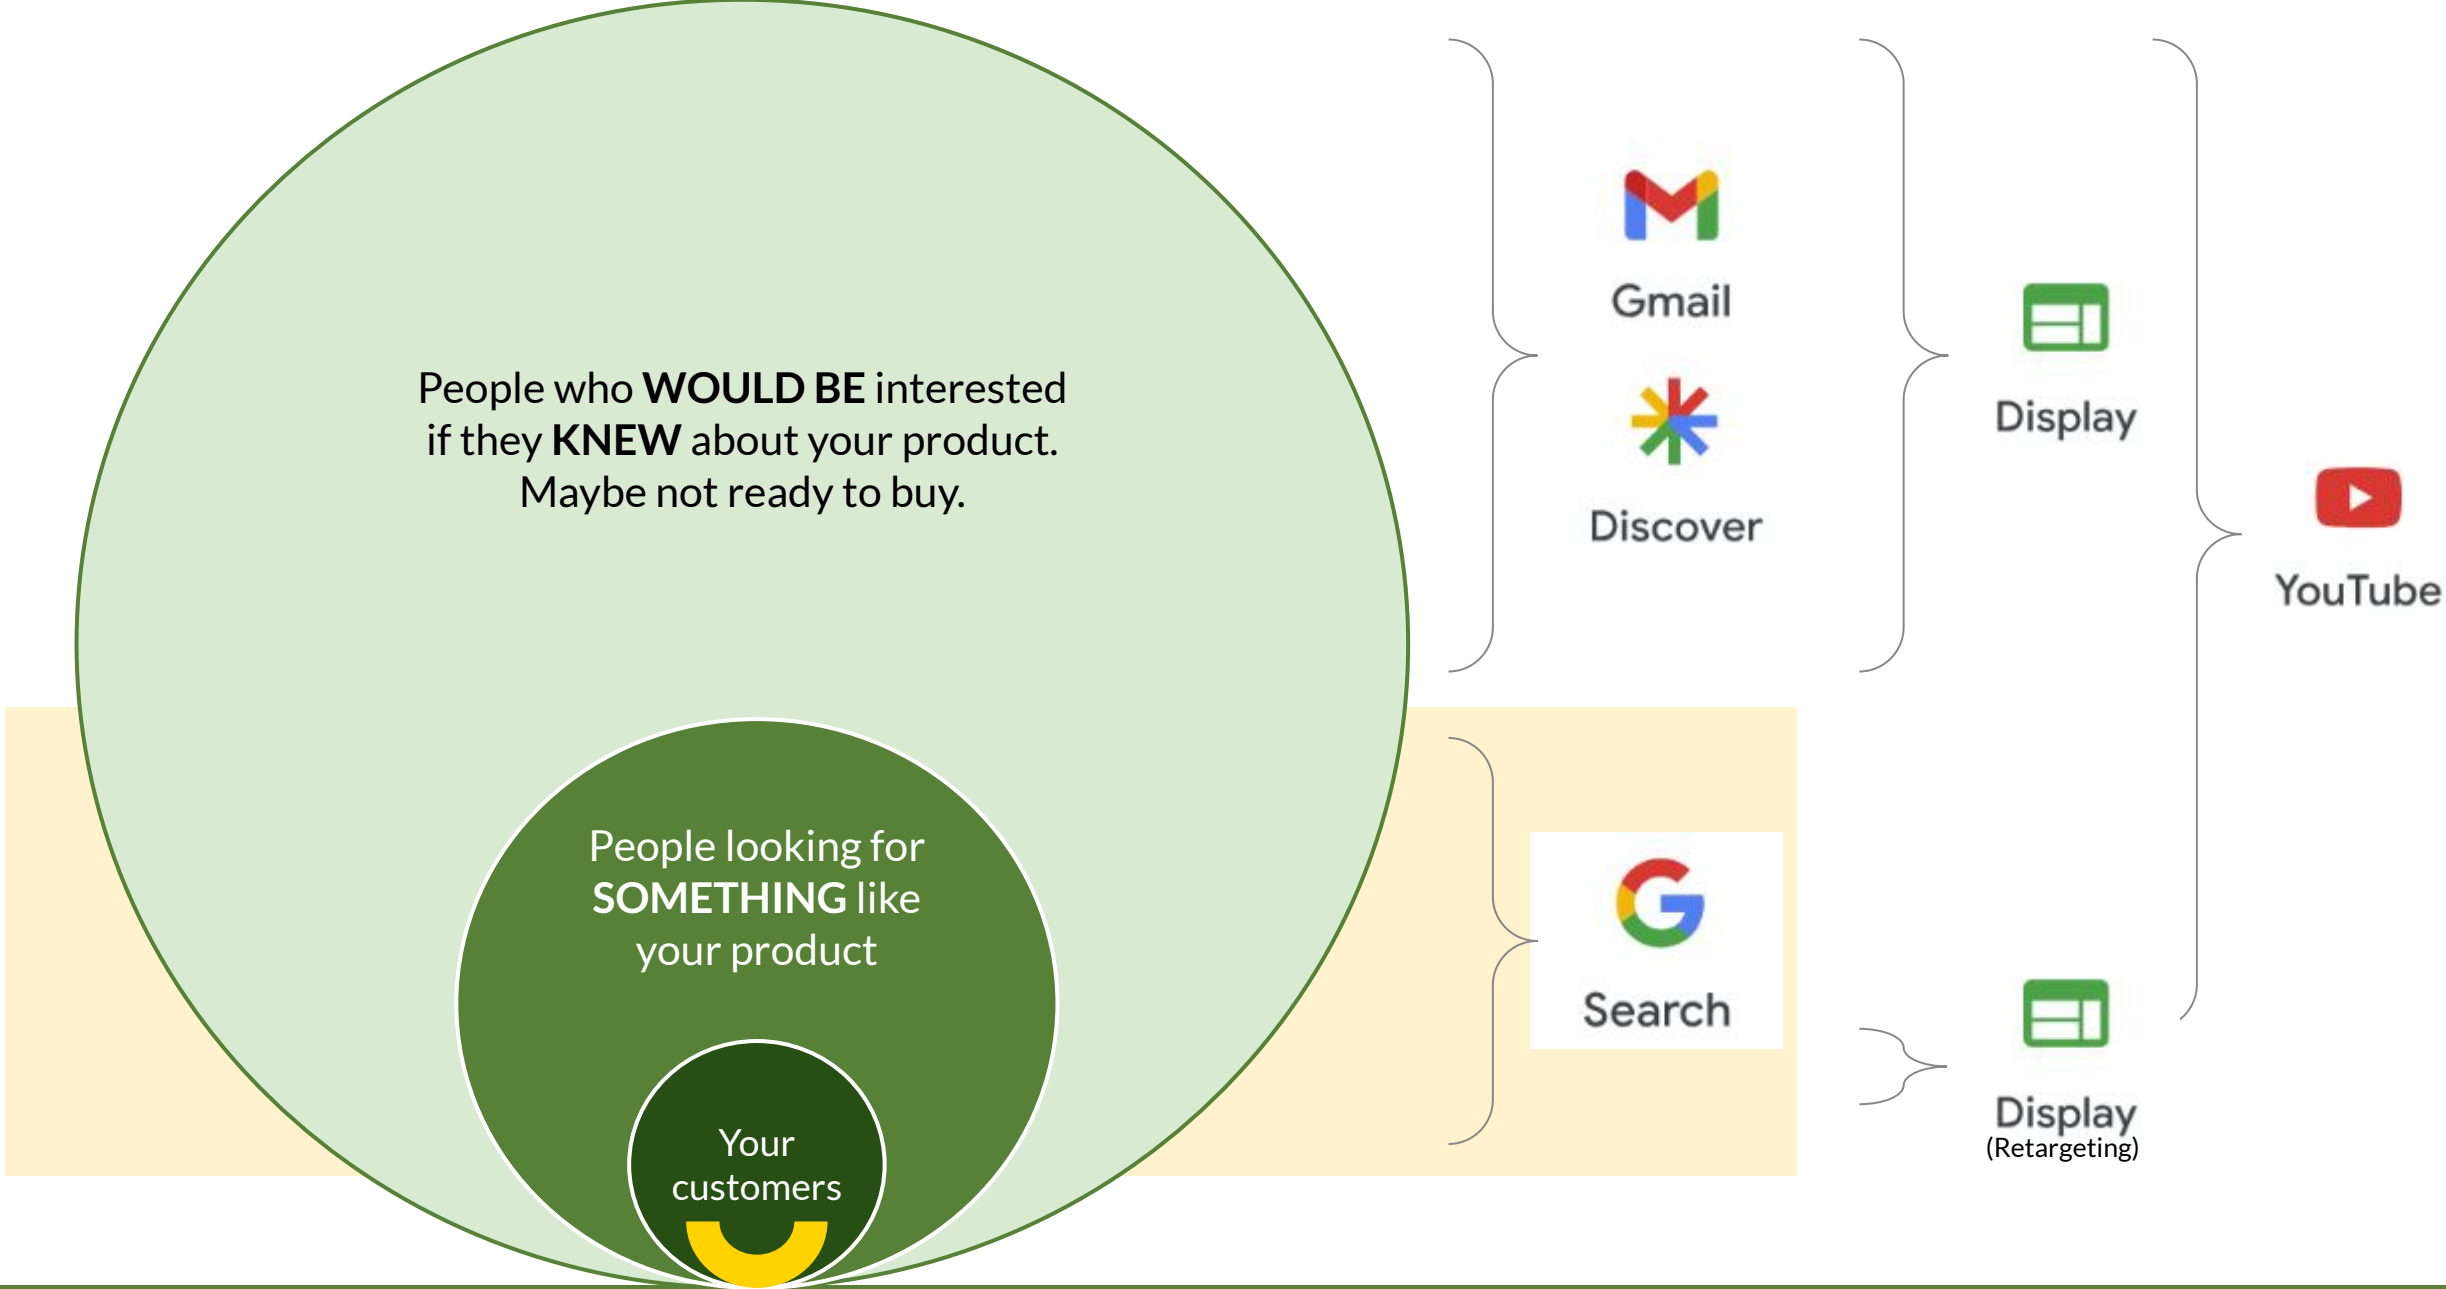 People who WOULD BE interested
if they KNEW about your product.
Maybe not ready to buy.
People looking for
SOMETHING like
your product
Your
customers
Gmail
Discover
Display
YouTube
Search
Display
(Retargeting)